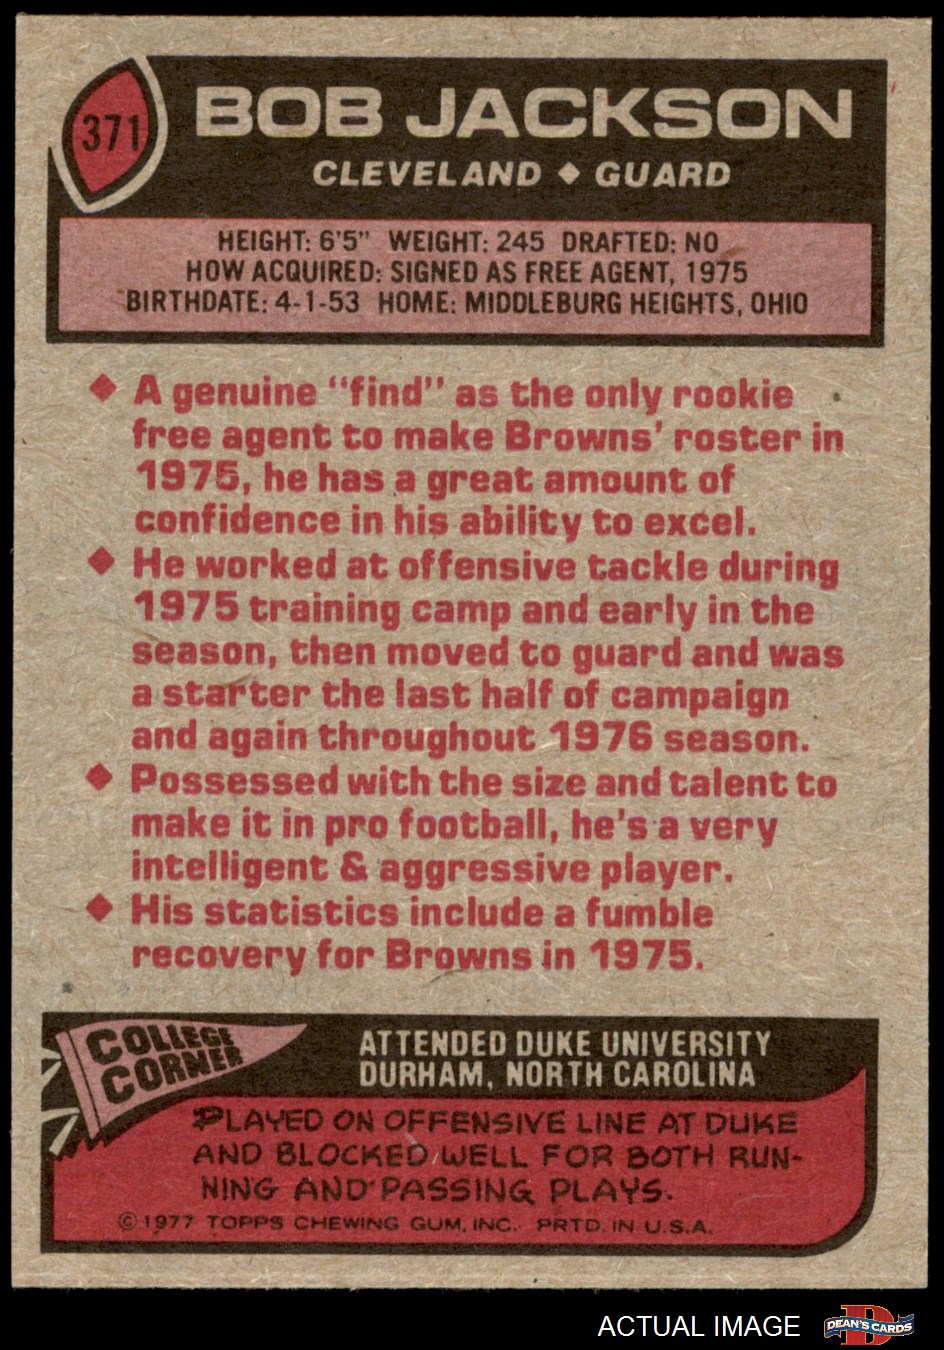 371
BOB JACKSON
CLEVELAND ◆ GUARD
HEIGHT: 6'5" WEIGHT: 245 DRAFTED: NO
HOW ACQUIRED: SIGNED AS FREE AGENT, 1975
BIRTHDATE: 4-1-53 HOME: MIDDLEBURG HEIGHTS, OHIO
◆ A genuine "find" as the only rookie
free agent to make Browns' roster in
1975, he has a great amount of
confidence in his ability to excel.
◆ He worked at offensive tackle during
1975 training camp and early in the
season, then moved to guard and was
a starter the last half of campaign
and again throughout 1976 season.
◆ Possessed with the size and talent to
make it in pro football, he's a very
intelligent & aggressive player.
◆ His statistics include a fumble
recovery for Browns in 1975.
COLLEGE
CORNER
ATTENDED DUKE UNIVERSITY
DURHAM, NORTH CAROLINA
PLAYED ON OFFENSIVE LINE AT DUKE
AND BLOCKED WELL FOR BOTH RUN-
NING AND PASSING PLAYS.
© 1977 TOPPS CHEWING GUM, INC. PRTD. IN U.S.A.
ACTUAL IMAGE
D
DEAN'S CARDS